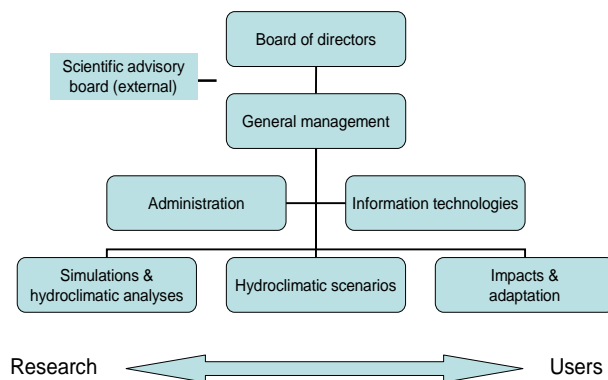 Board of directors
Scientific advisory
board (external)
General management
Administration
Information technologies
Simulations &
hydroclimatic analyses
Hydroclimatic scenarios
Impacts &
adaptation
Research
Users